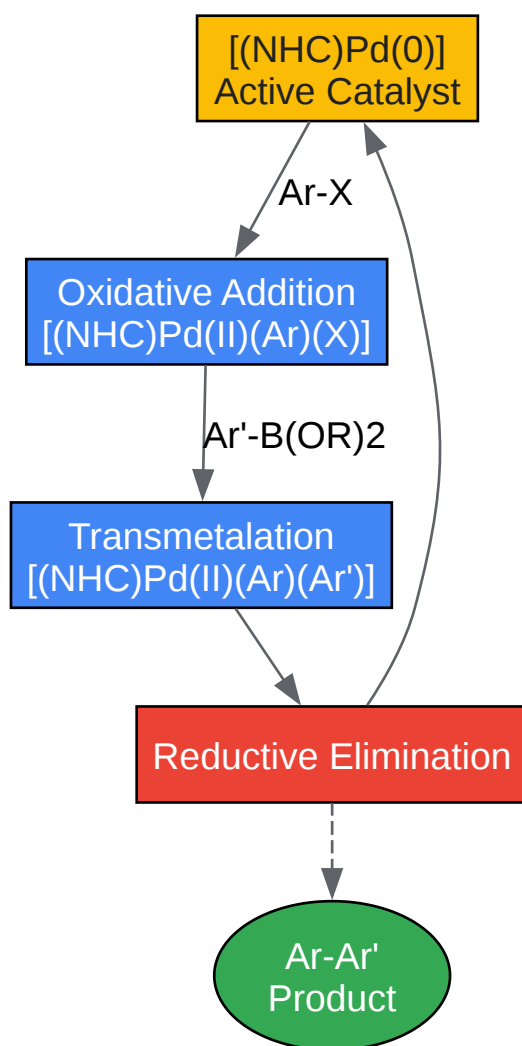 [(NHC)Pd(0)]
Active Catalyst
Ar-X
Oxidative Addition
[(NHC)Pd(II)(Ar)(X)]
Ar'-B(OR)2
Transmetalation
[(NHC)Pd(II)(Ar)(Ar')]
Reductive Elimination
Ar-Ar'
Product